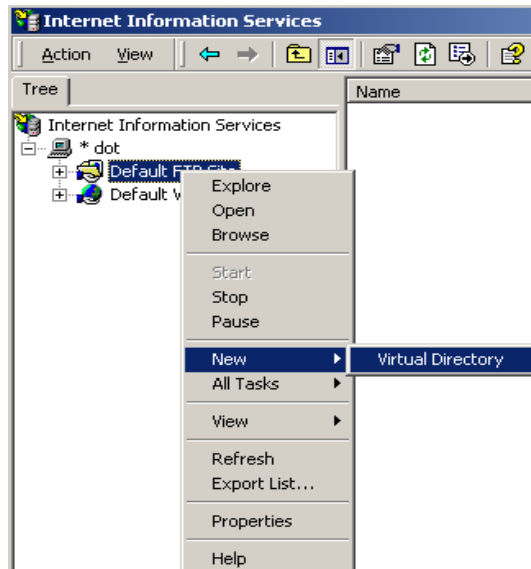 Internet Information Services
Action View
Tree
Name
Internet Information Services
* dot
Default FTP Site
Default
Explore
Open
Browse
Start
Stop
Pause
New
Virtual Directory
All Tasks
View
Refresh
Export List...
Properties
Help